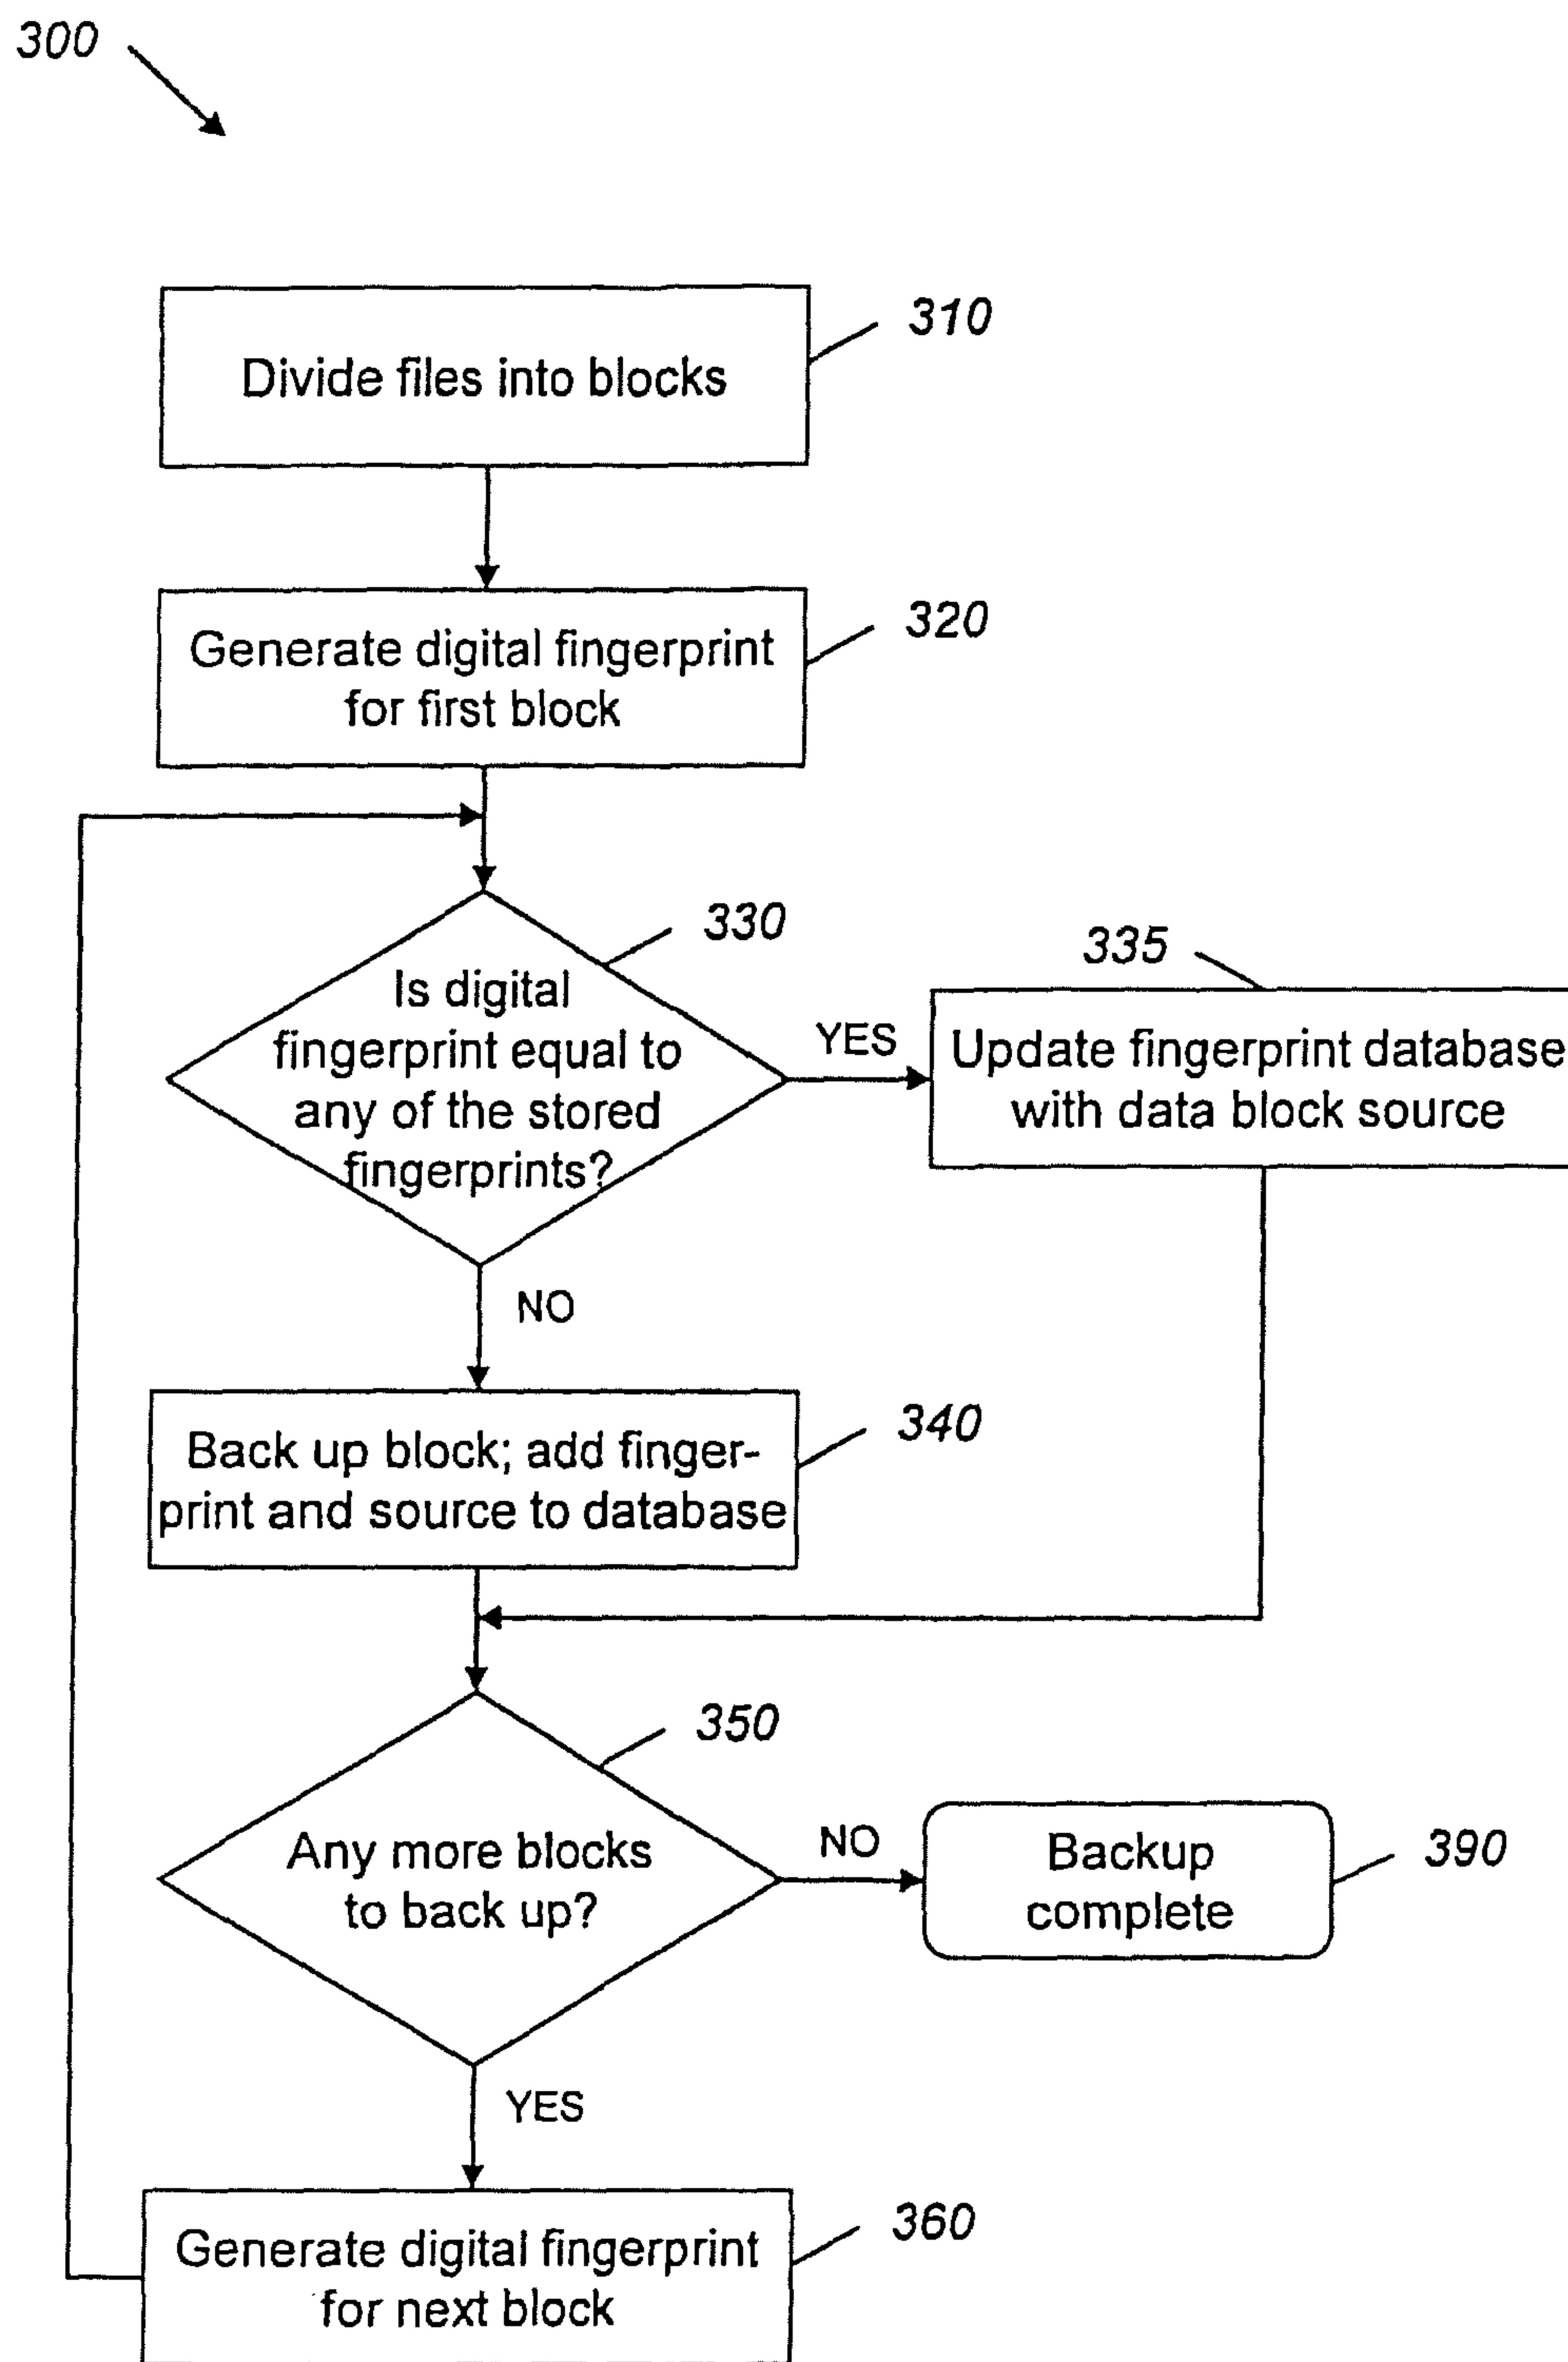 300
310
Divide files into blocks
320
Generate digital fingerprint
for first block
330
Is digital
fingerprint equal to
any of the stored
fingerprints?
YES
335
Update fingerprint database
with data block source
NO
340
Back up block; add finger-
print and source to database
350
Any more blocks
to back up?
NO
Backup
complete
390
YES
360
Generate digital fingerprint
for next block